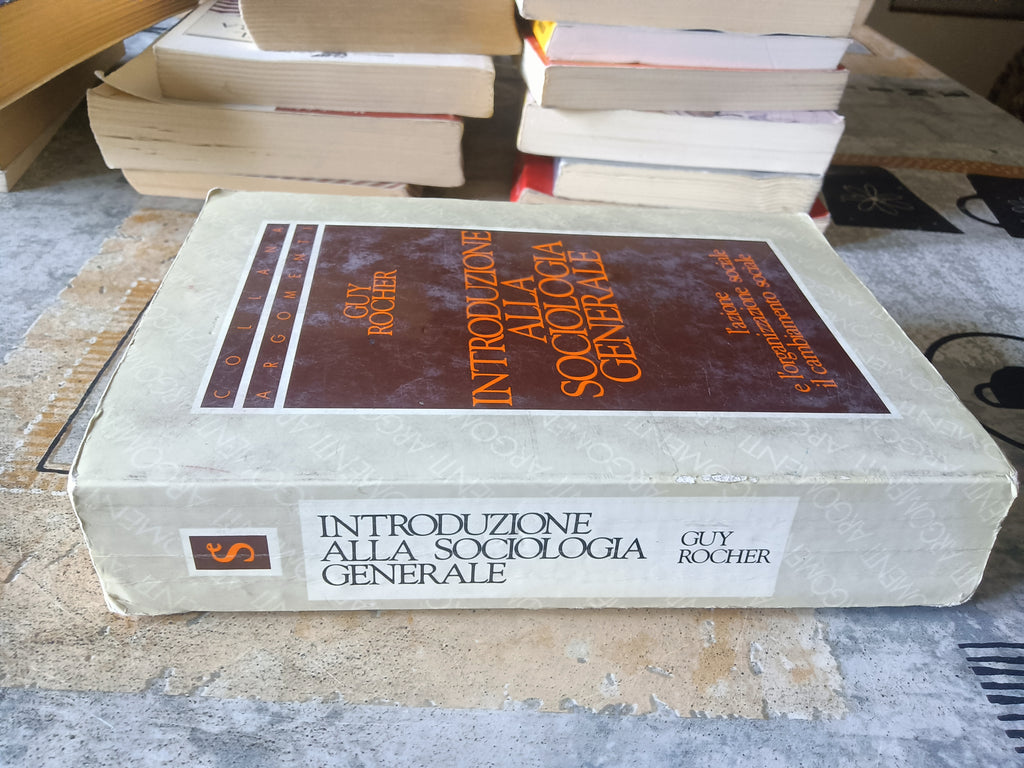 COLLANA
ARGOMENTI
GUY
ROCHER
INTRODUZIONE
ALLA
SOCIOLOGIA
GENERALE
l'azione sociale
e l'organizzazione sociale
il cambiamento sociale
Se
INTRODUZIONE
ALLA SOCIOLOGIA
GENERALE
GUY
ROCHER